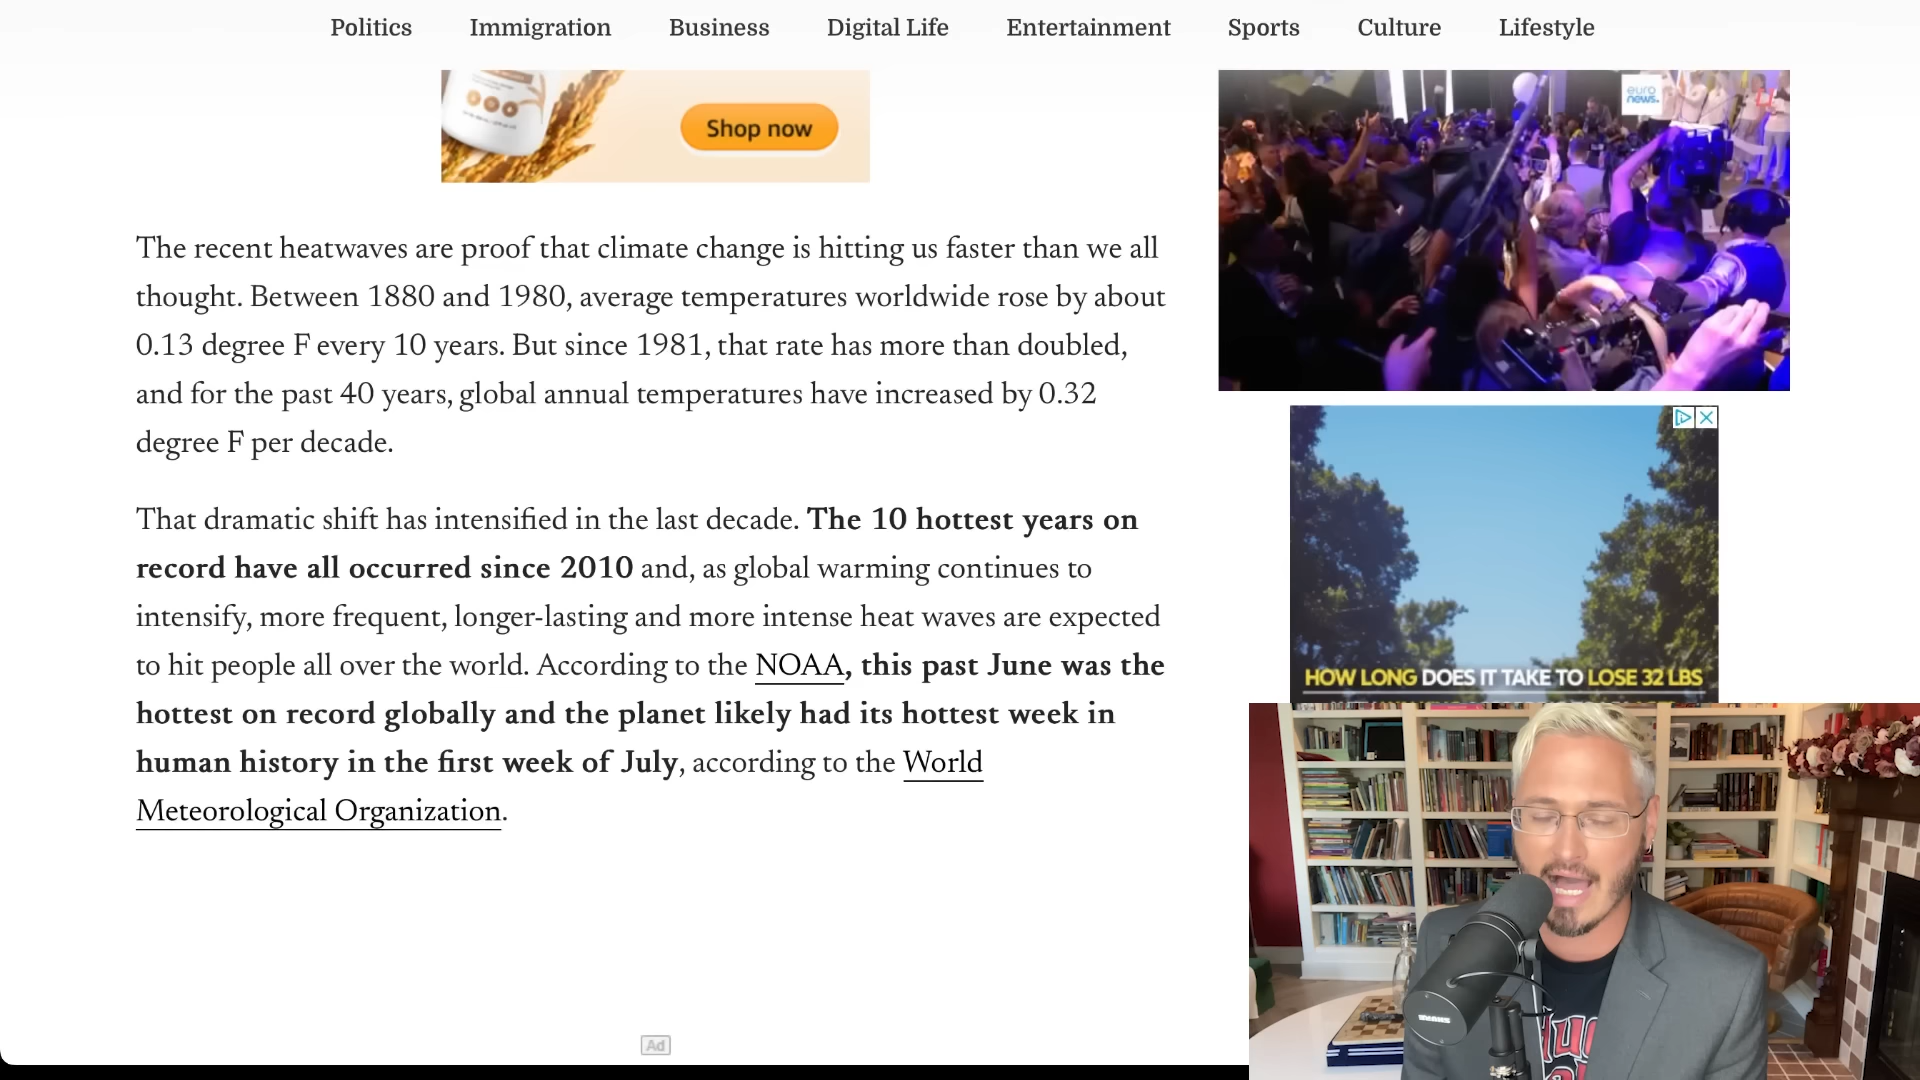 Politics Immigration Business Digital Life Entertainment Sports Culture Lifestyle
Shop now
euro
news.
The recent heatwaves are proof that climate change is hitting us faster than we all
thought. Between 1880 and 1980, average temperatures worldwide rose by about
0.13 degree F every 10 years. But since 1981, that rate has more than doubled,
and for the past 40 years, global annual temperatures have increased by 0.32
degree F per decade.
That dramatic shift has intensified in the last decade. The 10 hottest years on
record have all occurred since 2010 and, as global warming continues to
intensify, more frequent, longer-lasting and more intense heat waves are expected
to hit people all over the world. According to the NOAA, this past June was the
hottest on record globally and the planet likely had its hottest week in
human history in the first week of July, according to the World
Meteorological Organization.
HOW LONG DOES IT TAKE TO LOSE 32 LBS
Ad